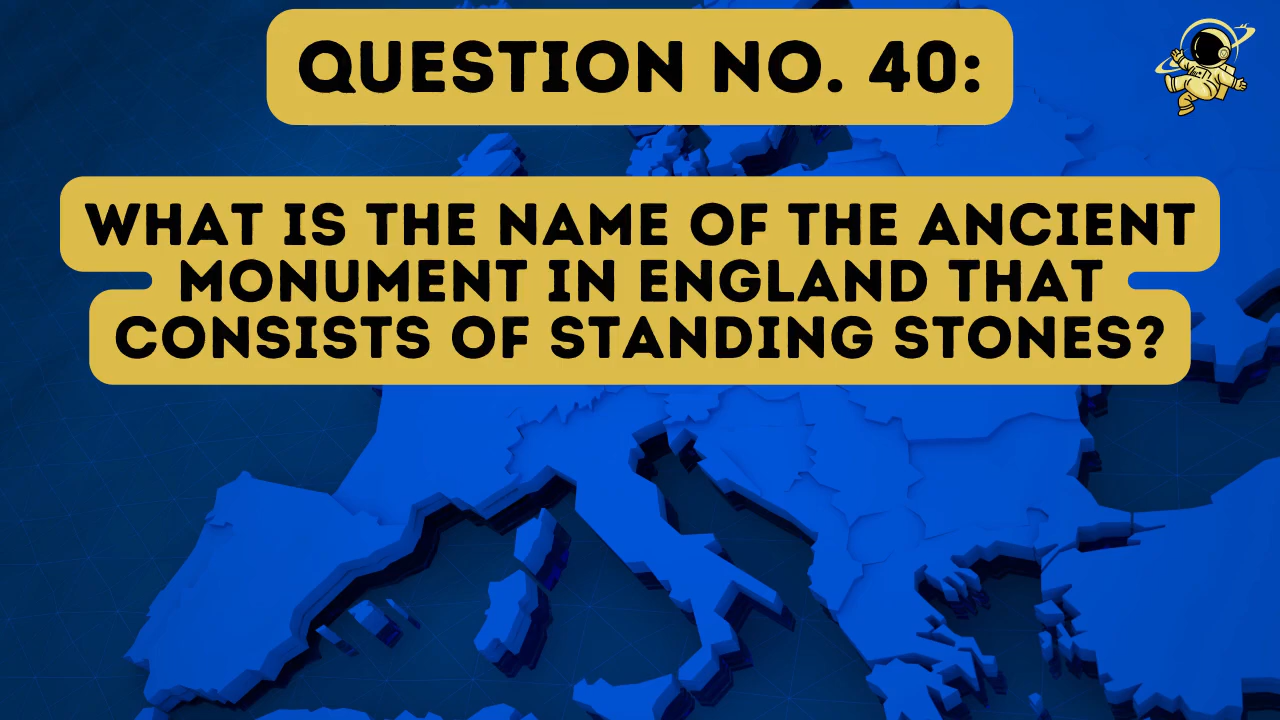 QUESTION NO. 40:
WHAT IS THE NAME OF THE ANCIENT
MONUMENT IN ENGLAND THAT
CONSISTS OF STANDING STONES?